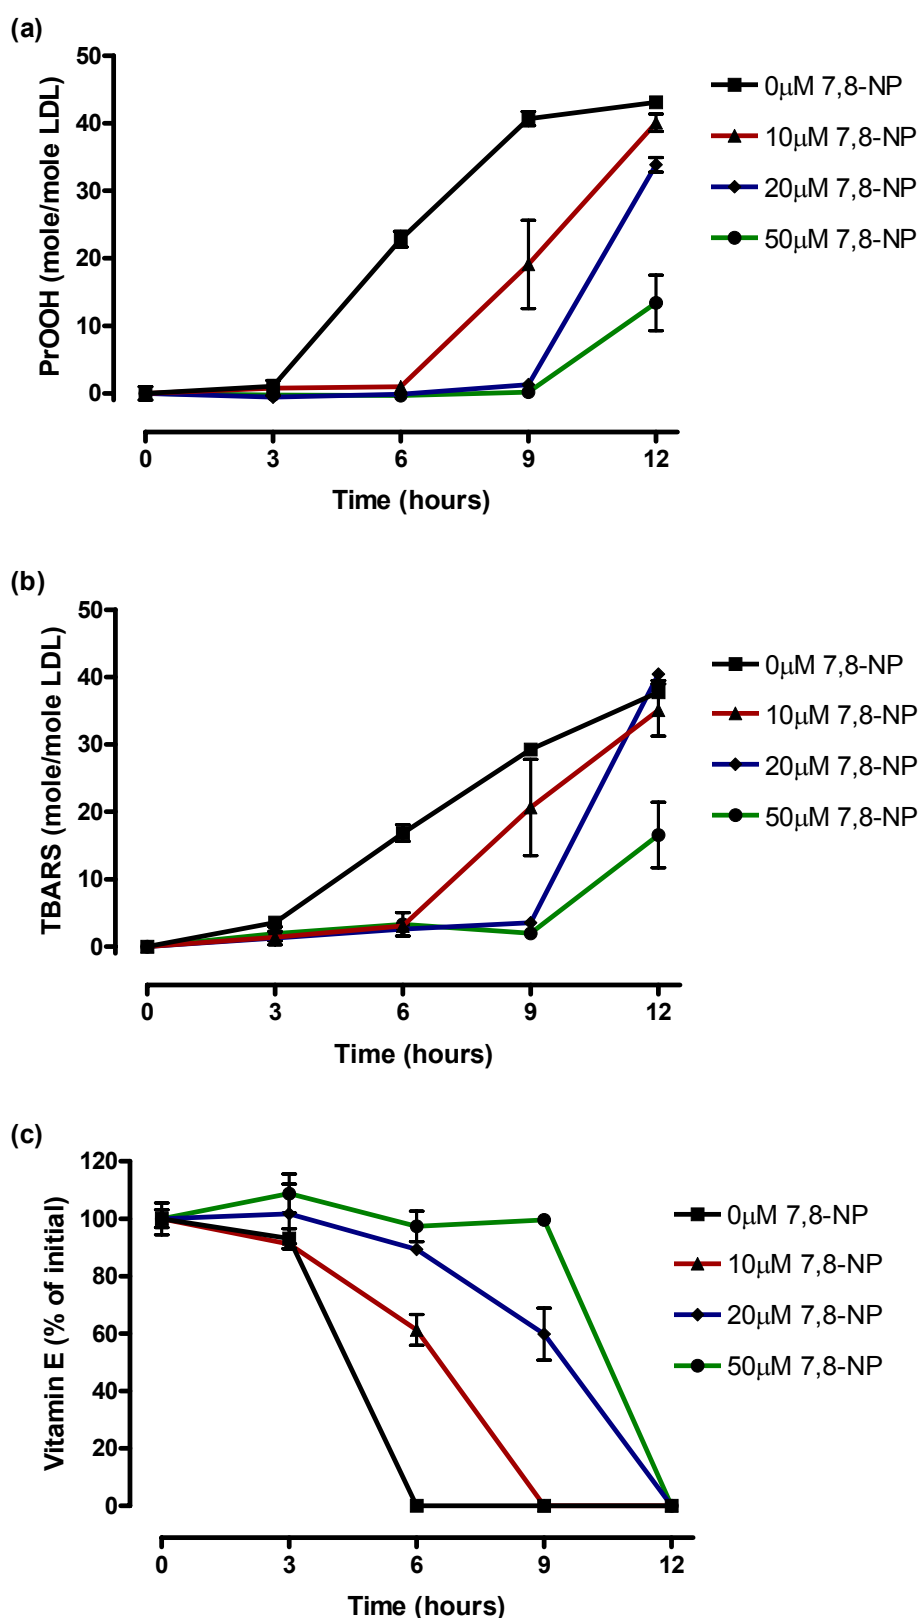 (a)
50
40
30
20
10
0
PrOOH (mole/mole LDL)
0 3 6 9 12
Time (hours)
0μM 7,8-NP
10μM 7,8-NP
20μM 7,8-NP
50μM 7,8-NP
(b)
50
40
30
20
10
0
TBARS (mole/mole LDL)
0 3 6 9 12
Time (hours)
0μM 7,8-NP
10μM 7,8-NP
20μM 7,8-NP
50μM 7,8-NP
(c)
120
100
80
60
40
20
0
Vitamin E (% of initial)
0 3 6 9 12
Time (hours)
0μM 7,8-NP
10μM 7,8-NP
20μM 7,8-NP
50μM 7,8-NP